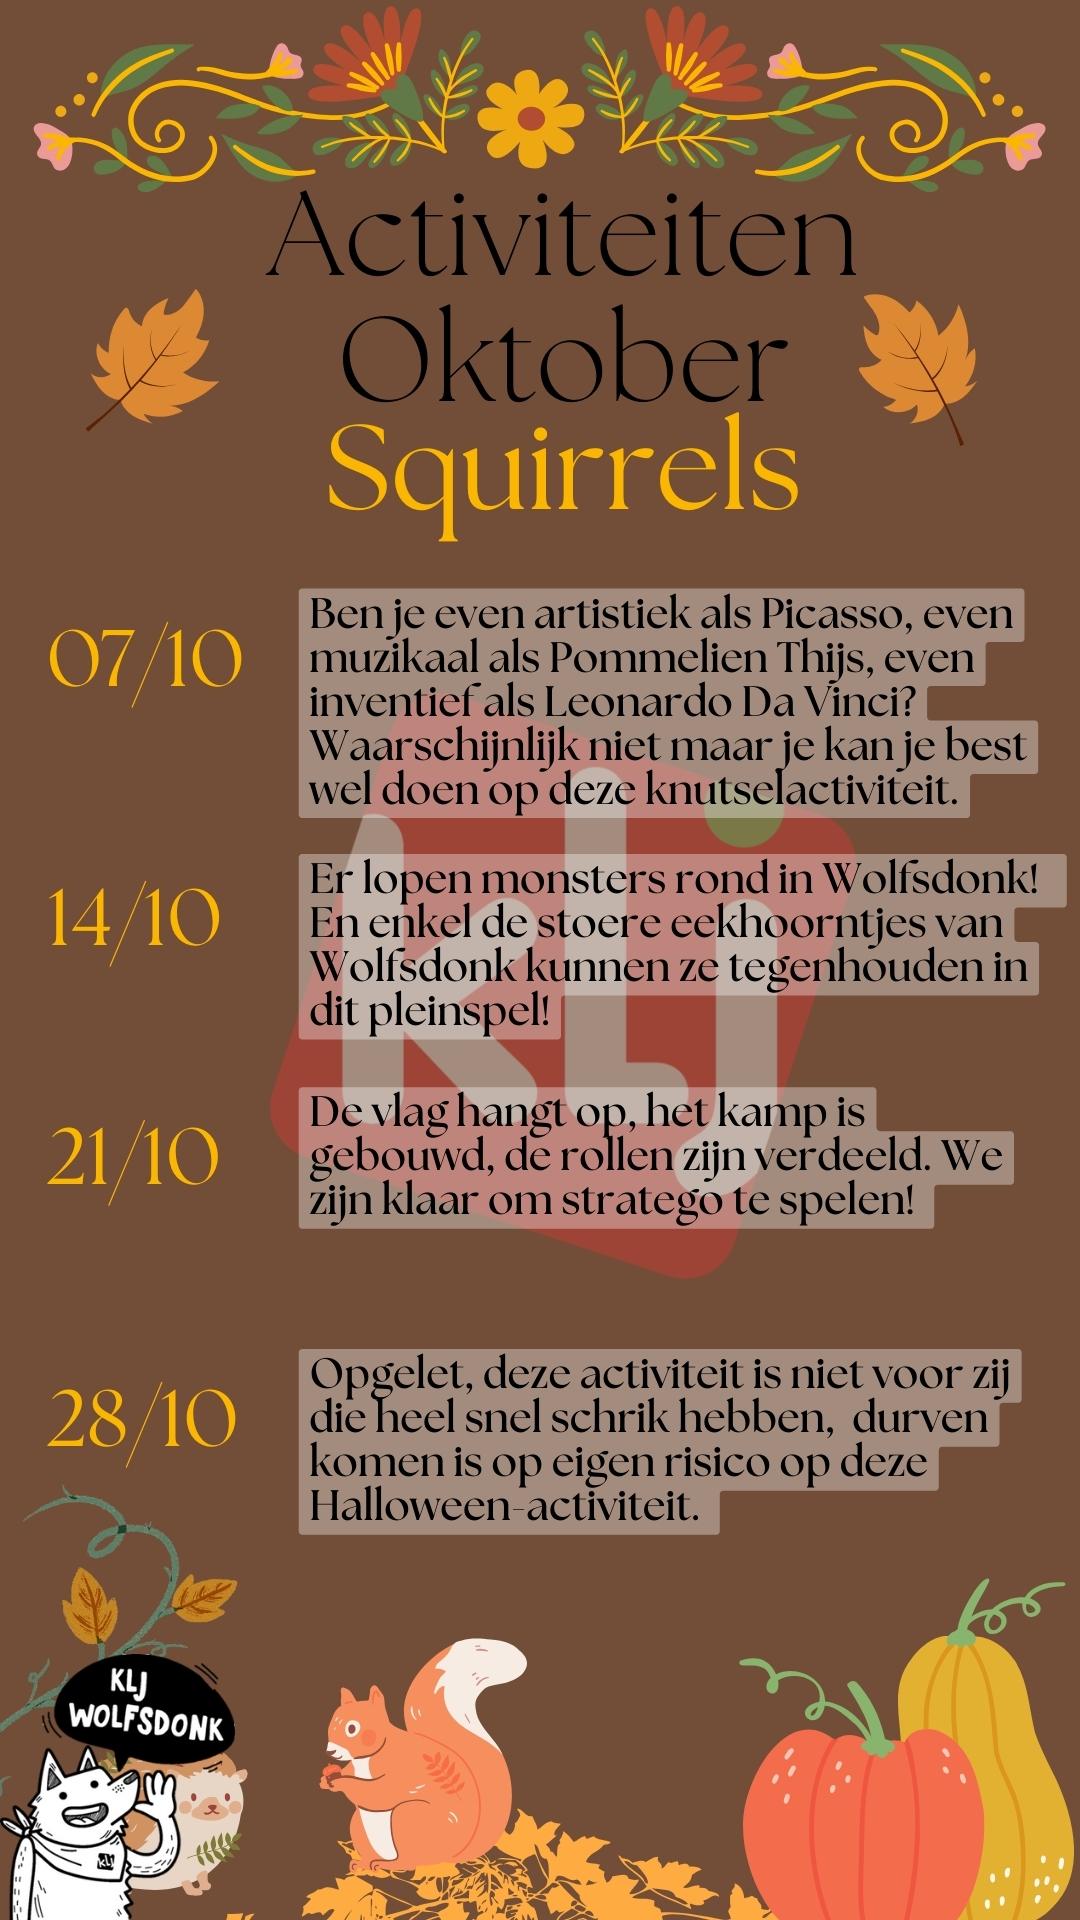 Activiteiten
Oktober
Squirrels
07/10
Ben je even artistiek als Picasso, even
muzikaal als Pommelien Thijs, even
inventief als Leonardo Da Vinci?
Waarschijnlijk niet maar je kan je best
wel doen op deze knutselactiviteit.
14/10
Er lopen monsters rond in Wolfsdonk!
En enkel de stoere eekhoorntjes van
Wolfsdonk kunnen ze tegenhouden in
dit pleinspel!
21/10
De vlag hangt op, het kamp is
gebouwd, de rollen zijn verdeeld. We
zijn klaar om stratego te spelen!
28/10
Opgelet, deze activiteit is niet voor zij
die heel snel schrik hebben, durven
komen is op eigen risico op deze
Halloween-activiteit.
klj
KLJ
WOLFSDONK
KLJ